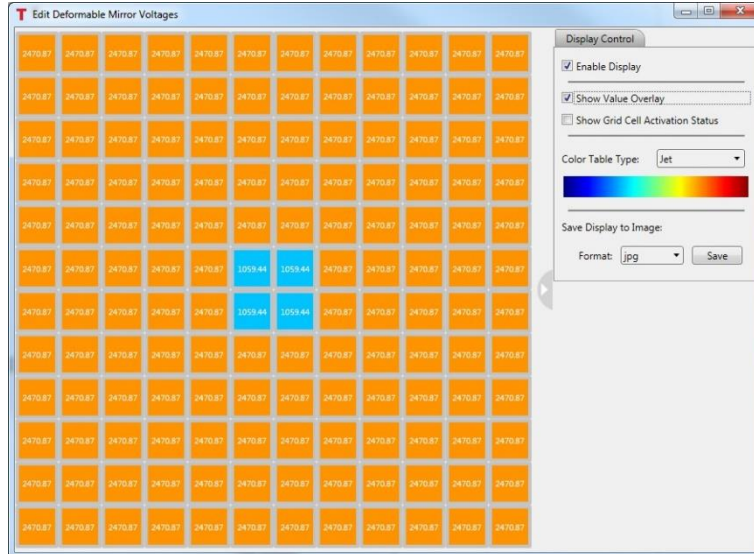 T Edit Deformable Mirror Voltages
2470.87 2470.87 2470.87 2470.87 2470.87 2470.87 2470.87 2470.87 2470.87 2470.87 2470.87 2470.87
2470.87 2470.87 2470.87 2470.87 2470.87 2470.87 2470.87 2470.87 2470.87 2470.87 2470.87 2470.87
2470.87 2470.87 2470.87 2470.87 2470.87 2470.87 2470.87 2470.87 2470.87 2470.87 2470.87 2470.87
2470.87 2470.87 2470.87 2470.87 2470.87 2470.87 2470.87 2470.87 2470.87 2470.87 2470.87 2470.87
2470.87 2470.87 2470.87 2470.87 2470.87 2470.87 2470.87 2470.87 2470.87 2470.87 2470.87 2470.87
2470.87 2470.87 2470.87 2470.87 2470.87 1059.44 1059.44 2470.87 2470.87 2470.87 2470.87 2470.87
2470.87 2470.87 2470.87 2470.87 2470.87 1059.44 1059.44 2470.87 2470.87 2470.87 2470.87 2470.87
2470.87 2470.87 2470.87 2470.87 2470.87 2470.87 2470.87 2470.87 2470.87 2470.87 2470.87 2470.87
2470.87 2470.87 2470.87 2470.87 2470.87 2470.87 2470.87 2470.87 2470.87 2470.87 2470.87 2470.87
2470.87 2470.87 2470.87 2470.87 2470.87 2470.87 2470.87 2470.87 2470.87 2470.87 2470.87 2470.87
2470.87 2470.87 2470.87 2470.87 2470.87 2470.87 2470.87 2470.87 2470.87 2470.87 2470.87 2470.87
2470.87 2470.87 2470.87 2470.87 2470.87 2470.87 2470.87 2470.87 2470.87 2470.87 2470.87 2470.87
Display Control
Enable Display
Show Value Overlay
Show Grid Cell Activation Status
Color Table Type: Jet
Save Display to Image:
Format: jpg Save